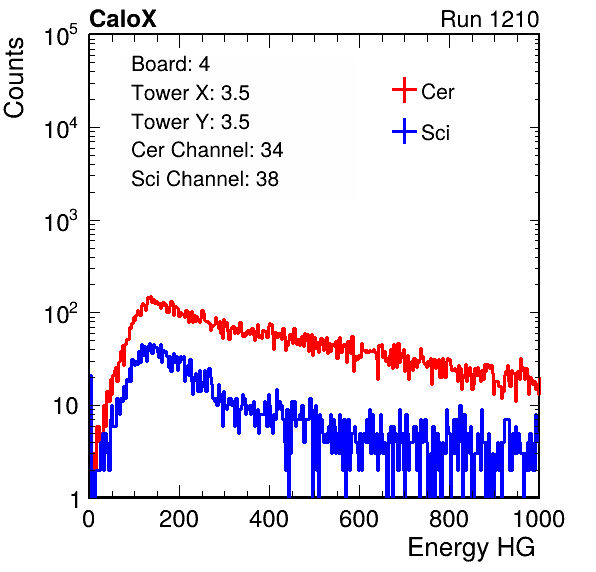 CaloX Run 1210
Counts
Board: 4
Tower X: 3.5
Tower Y: 3.5
Cer Channel: 34
Sci Channel: 38
Cer
Sci
10^5
10^4
10^3
10^2
10
1
0 200 400 600 800 1000
Energy HG